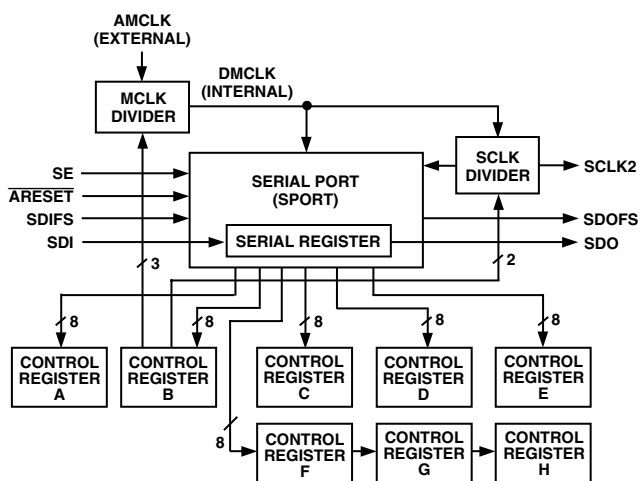 AMCLK
(EXTERNAL)
DMCLK
(INTERNAL)
MCLK
DIVIDER
SCLK
DIVIDER
SCLK2
SE
ARESET
SDIFS
SDI
SERIAL PORT
(SPORT)
SERIAL REGISTER
SDOFS
SDO
3
2
8
8
8
8
8
CONTROL
REGISTER
A
CONTROL
REGISTER
B
CONTROL
REGISTER
C
CONTROL
REGISTER
D
CONTROL
REGISTER
E
8
CONTROL
REGISTER
F
CONTROL
REGISTER
G
CONTROL
REGISTER
H